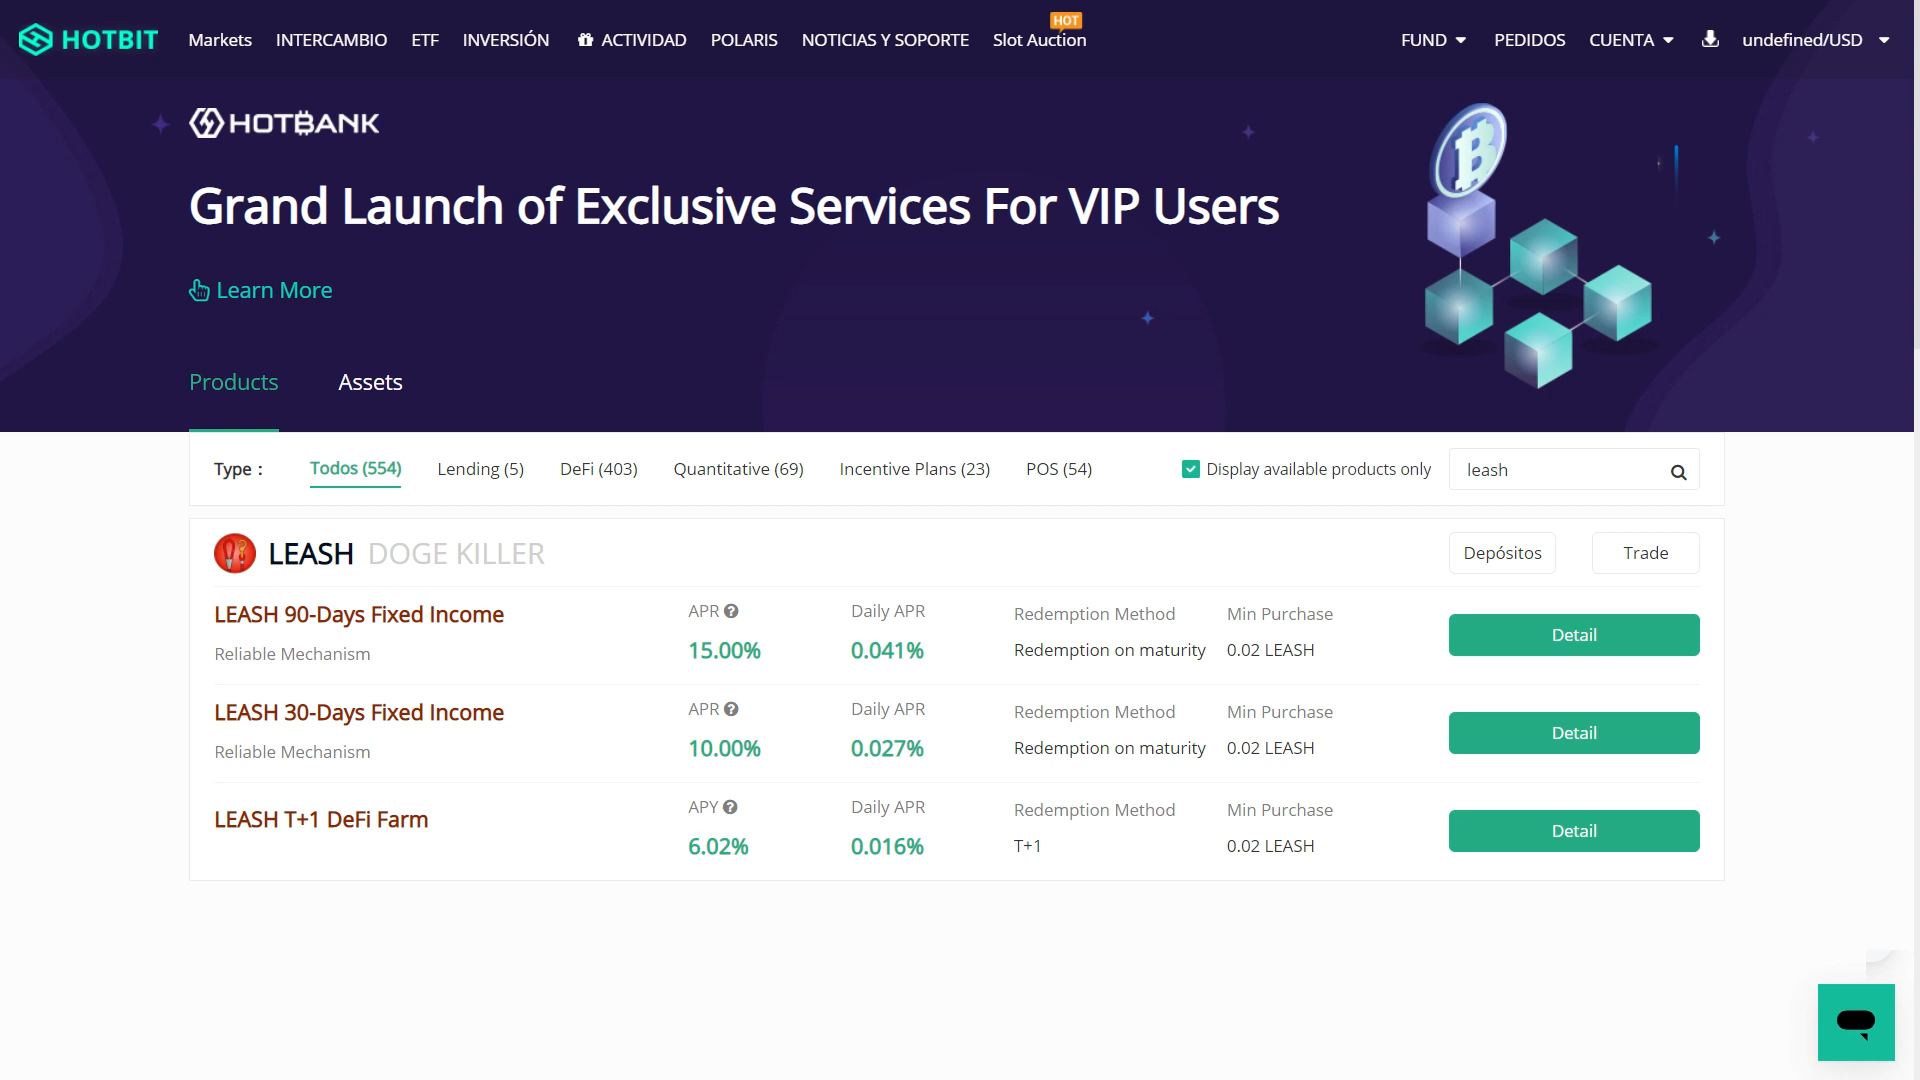 HOTBIT Markets INTERCAMBIO ETF INVERSIÓN ACTIVIDAD POLARIS NOTICIAS Y SOPORTE Slot Auction HOT FUND PEDIDOS CUENTA undefined/USD
HOTBANK
Grand Launch of Exclusive Services For VIP Users
Learn More
Products Assets
Type : Todos (554) Lending (5) DeFi (403) Quantitative (69) Incentive Plans (23) POS (54) Display available products only leash
LEASH DOGE KILLER Depósitos Trade
LEASH 90-Days Fixed Income APR Daily APR Redemption Method Min Purchase
Reliable Mechanism 15.00% 0.041% Redemption on maturity 0.02 LEASH Detail
LEASH 30-Days Fixed Income APR Daily APR Redemption Method Min Purchase
Reliable Mechanism 10.00% 0.027% Redemption on maturity 0.02 LEASH Detail
LEASH T+1 DeFi Farm APY Daily APR Redemption Method Min Purchase
6.02% 0.016% T+1 0.02 LEASH Detail